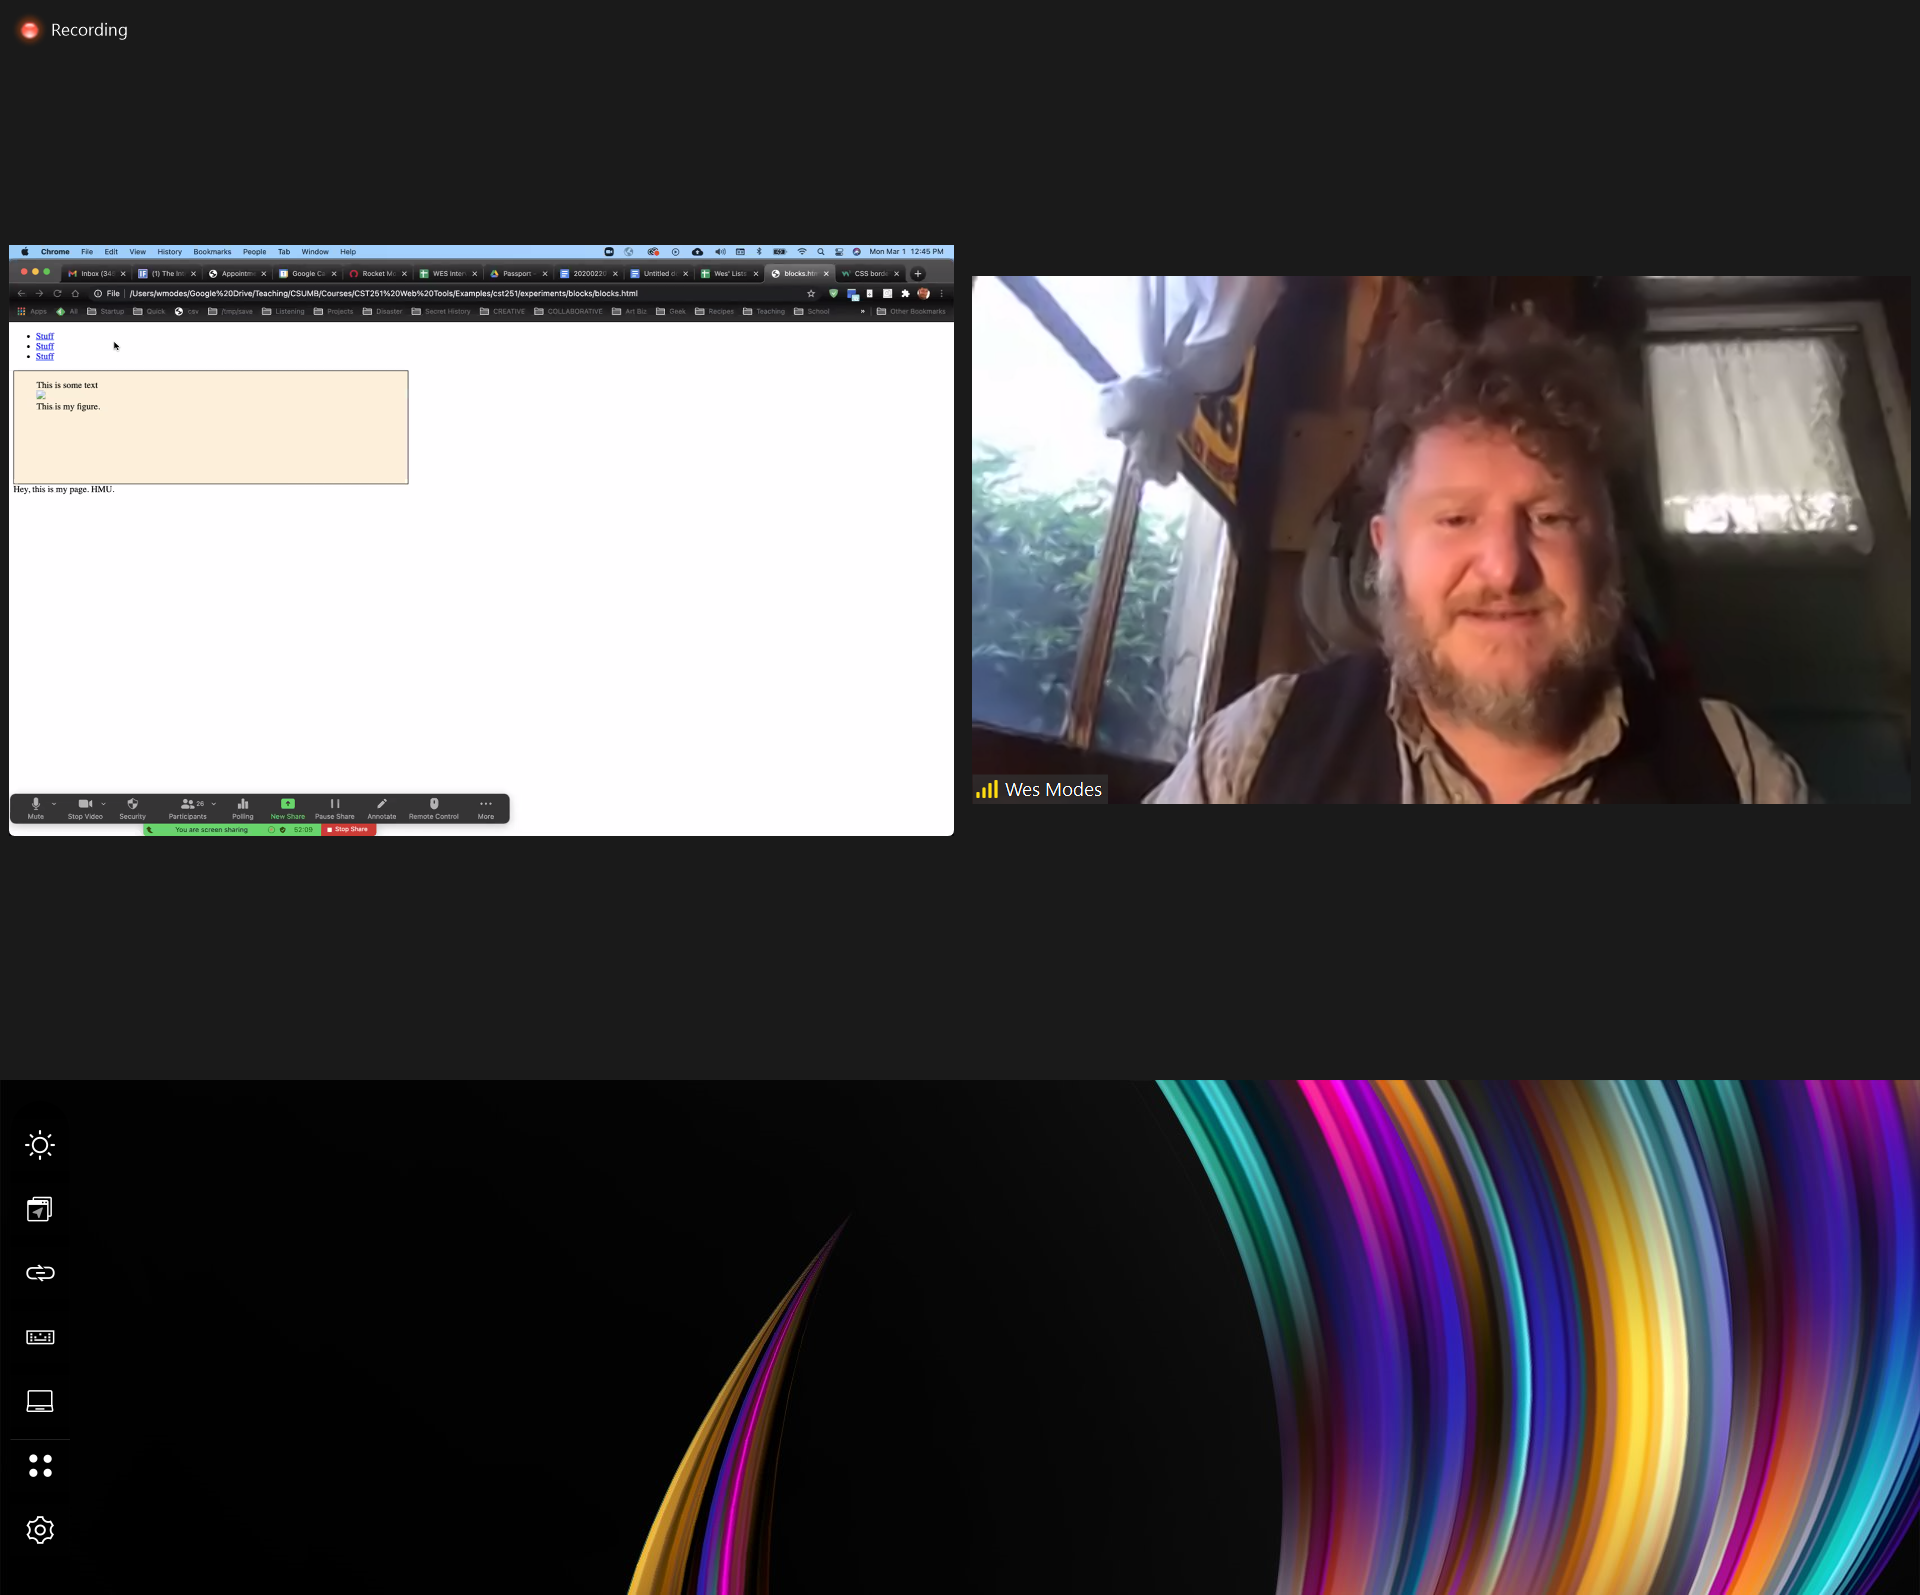 Recording
Chrome File Edit View History Bookmarks People Tab Window Help Mon Mar 1 12:45 PM
Inbox (34 (1) The In Appointme Google C Rocket M WES Inter Passport - 20200220 Untitled d Wes' List blocks.htm CSS borde
File /Users/wmodes/Google%20Drive/Teaching/CSUMB/Courses/CST251%20Web%20Tools/Examples/cst251/experiments/blocks/blocks.html
Apps All Startup Quick csv /tmp/save Listening Projects Disaster Secret History CREATIVE COLLABORATIVE Art Biz Geek Recipes Teaching School » Other Bookmarks
Stuff
Stuff
Stuff
This is some text
This is my figure.
Hey, this is my page. HMU.
26
Mute Stop Video Security Participants Polling New Share Pause Share Annotate Remote Control More
You are screen sharing 52:09 Stop Share
Wes Modes